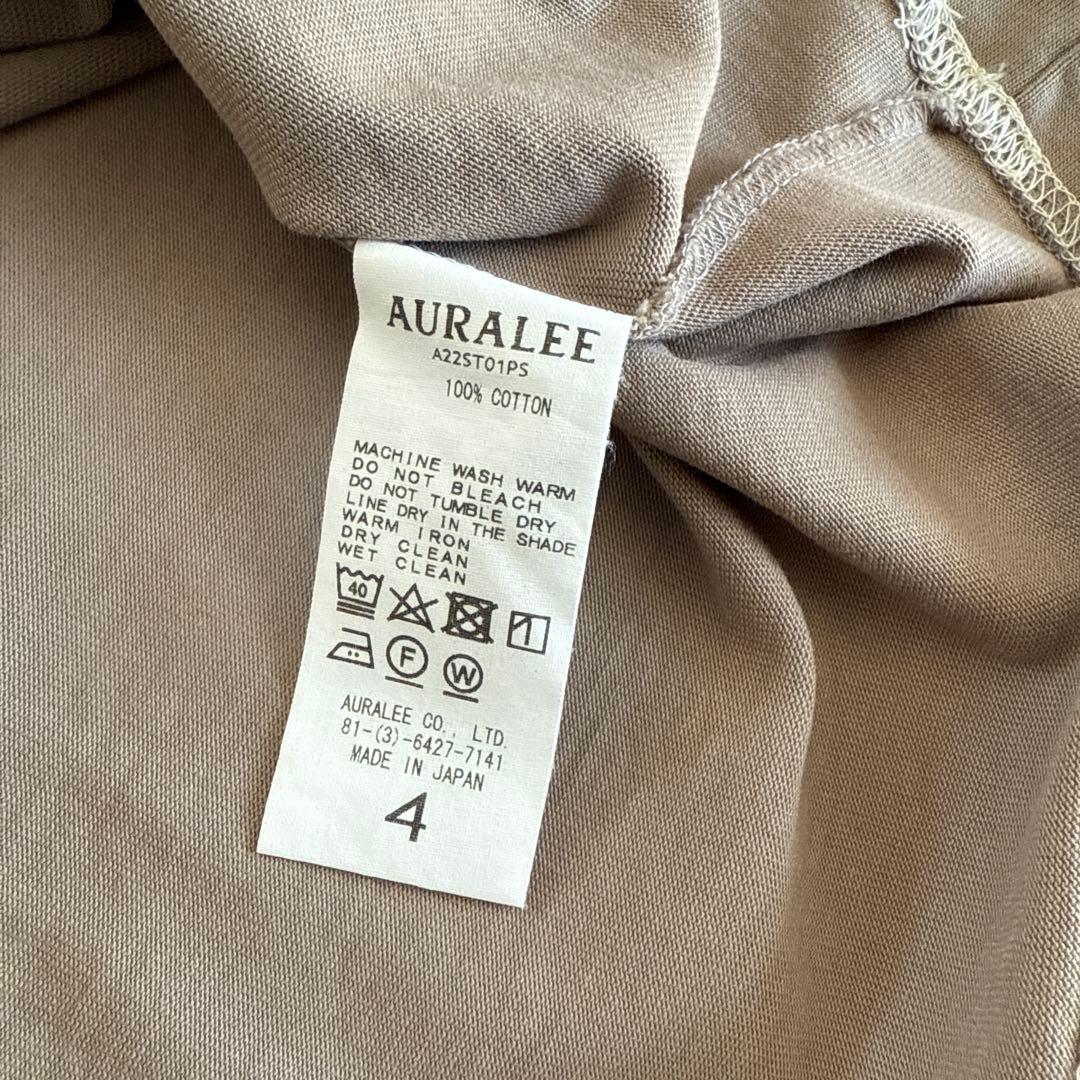 AURALEE
A22ST01PS
100% COTTON
MACHINE WASH WARM
DO NOT BLEACH
DO NOT TUMBLE DRY
LINE DRY IN THE SHADE
WARM IRON
DRY CLEAN
WET CLEAN
40
F W
AURALEE CO., LTD.
81-(3)-6427-7141
MADE IN JAPAN
4